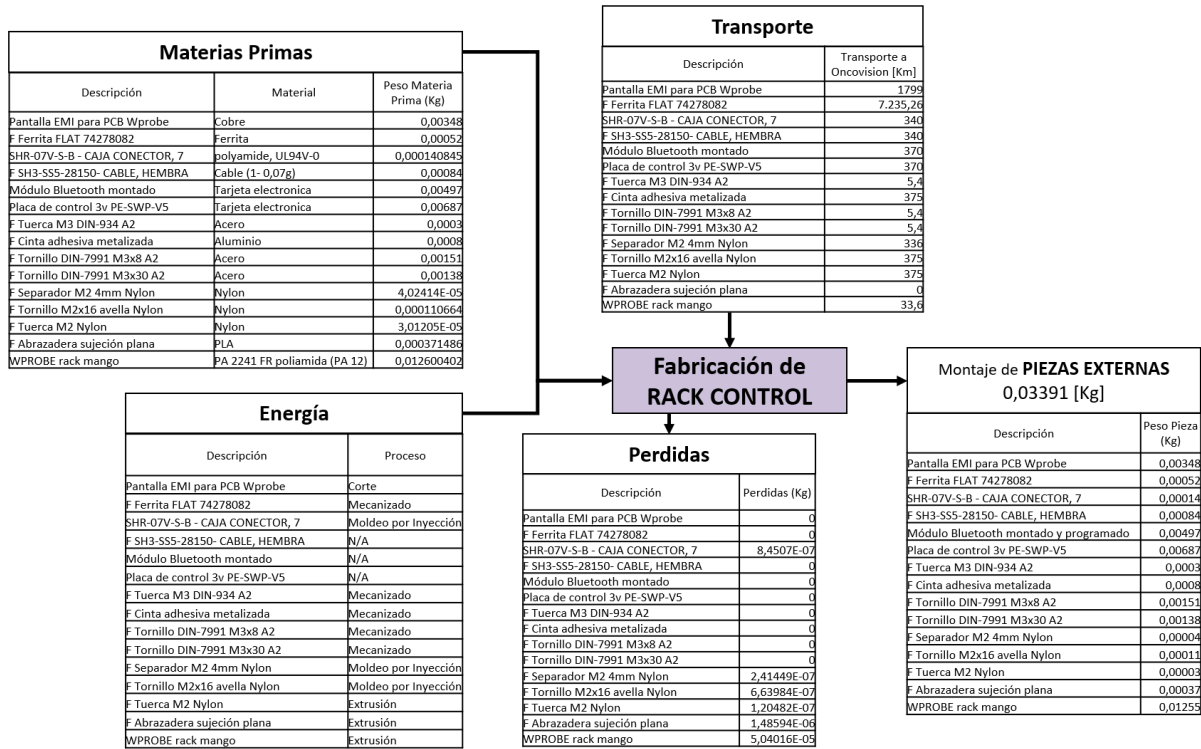 Materias Primas
Descripción Material Peso Materia Prima (Kg)
Pantalla EMI para PCB Wprobe Cobre 0,00348
F Ferrita FLAT 74278082 Ferrita 0,00052
SHR-07V-S-B - CAJA CONECTOR, 7 polyamide, UL94V-0 0,000140845
F SH3-SS5-28150- CABLE, HEMBRA Cable (1- 0,07g) 0,00084
Módulo Bluetooth montado Tarjeta electronica 0,00497
Placa de control 3v PE-SWP-V5 Tarjeta electronica 0,00687
F Tuerca M3 DIN-934 A2 Acero 0,0003
F Cinta adhesiva metalizada Aluminio 0,0008
F Tornillo DIN-7991 M3x8 A2 Acero 0,00151
F Tornillo DIN-7991 M3x30 A2 Acero 0,00138
F Separador M2 4mm Nylon Nylon 4,02414E-05
F Tornillo M2x16 avella Nylon Nylon 0,000110664
F Tuerca M2 Nylon Nylon 3,01205E-05
F Abrazadera sujeción plana PLA 0,000371486
WPROBE rack mango PA 2241 FR poliamida (PA 12) 0,012600402
Transporte
Descripción Transporte a Oncovision [Km]
Pantalla EMI para PCB Wprobe 1799
F Ferrita FLAT 74278082 7.235,26
SHR-07V-S-B - CAJA CONECTOR, 7 340
F SH3-SS5-28150- CABLE, HEMBRA 340
Módulo Bluetooth montado 370
Placa de control 3v PE-SWP-V5 370
F Tuerca M3 DIN-934 A2 5,4
F Cinta adhesiva metalizada 375
F Tornillo DIN-7991 M3x8 A2 5,4
F Tornillo DIN-7991 M3x30 A2 5,4
F Separador M2 4mm Nylon 336
F Tornillo M2x16 avella Nylon 375
F Tuerca M2 Nylon 375
F Abrazadera sujeción plana 0
WPROBE rack mango 33,6
Fabricación de
RACK CONTROL
Energía
Descripción Proceso
Pantalla EMI para PCB Wprobe Corte
F Ferrita FLAT 74278082 Mecanizado
SHR-07V-S-B - CAJA CONECTOR, 7 Moldeo por Inyección
F SH3-SS5-28150- CABLE, HEMBRA N/A
Módulo Bluetooth montado N/A
Placa de control 3v PE-SWP-V5 N/A
F Tuerca M3 DIN-934 A2 Mecanizado
F Cinta adhesiva metalizada Mecanizado
F Tornillo DIN-7991 M3x8 A2 Mecanizado
F Tornillo DIN-7991 M3x30 A2 Mecanizado
F Separador M2 4mm Nylon Moldeo por Inyección
F Tornillo M2x16 avella Nylon Moldeo por Inyección
F Tuerca M2 Nylon Extrusión
F Abrazadera sujeción plana Extrusión
WPROBE rack mango Extrusión
Perdidas
Descripción Perdidas (Kg)
Pantalla EMI para PCB Wprobe 0
F Ferrita FLAT 74278082 0
SHR-07V-S-B - CAJA CONECTOR, 7 8,4507E-07
F SH3-SS5-28150- CABLE, HEMBRA 0
Módulo Bluetooth montado 0
Placa de control 3v PE-SWP-V5 0
F Tuerca M3 DIN-934 A2 0
F Cinta adhesiva metalizada 0
F Tornillo DIN-7991 M3x8 A2 0
F Tornillo DIN-7991 M3x30 A2 0
F Separador M2 4mm Nylon 2,41449E-07
F Tornillo M2x16 avella Nylon 6,63984E-07
F Tuerca M2 Nylon 1,20482E-07
F Abrazadera sujeción plana 1,48594E-06
WPROBE rack mango 5,04016E-05
Montaje de PIEZAS EXTERNAS
0,03391 [Kg]
Descripción Peso Pieza (Kg)
Pantalla EMI para PCB Wprobe 0,00348
F Ferrita FLAT 74278082 0,00052
SHR-07V-S-B - CAJA CONECTOR, 7 0,00014
F SH3-SS5-28150- CABLE, HEMBRA 0,00084
Módulo Bluetooth montado y programado 0,00497
Placa de control 3v PE-SWP-V5 0,00687
F Tuerca M3 DIN-934 A2 0,0003
F Cinta adhesiva metalizada 0,0008
F Tornillo DIN-7991 M3x8 A2 0,00151
F Tornillo DIN-7991 M3x30 A2 0,00138
F Separador M2 4mm Nylon 0,00004
F Tornillo M2x16 avella Nylon 0,00011
F Tuerca M2 Nylon 0,00003
F Abrazadera sujeción plana 0,00037
WPROBE rack mango 0,01255